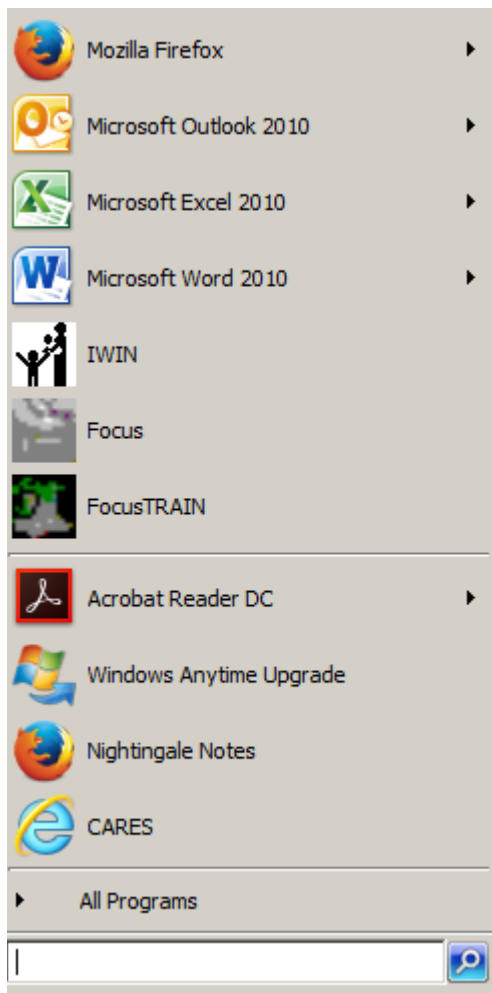 Mozilla Firefox
Microsoft Outlook 2010
Microsoft Excel 2010
Microsoft Word 2010
IWIN
Focus
FocusTRAIN
Acrobat Reader DC
Windows Anytime Upgrade
Nightingale Notes
CARES
All Programs